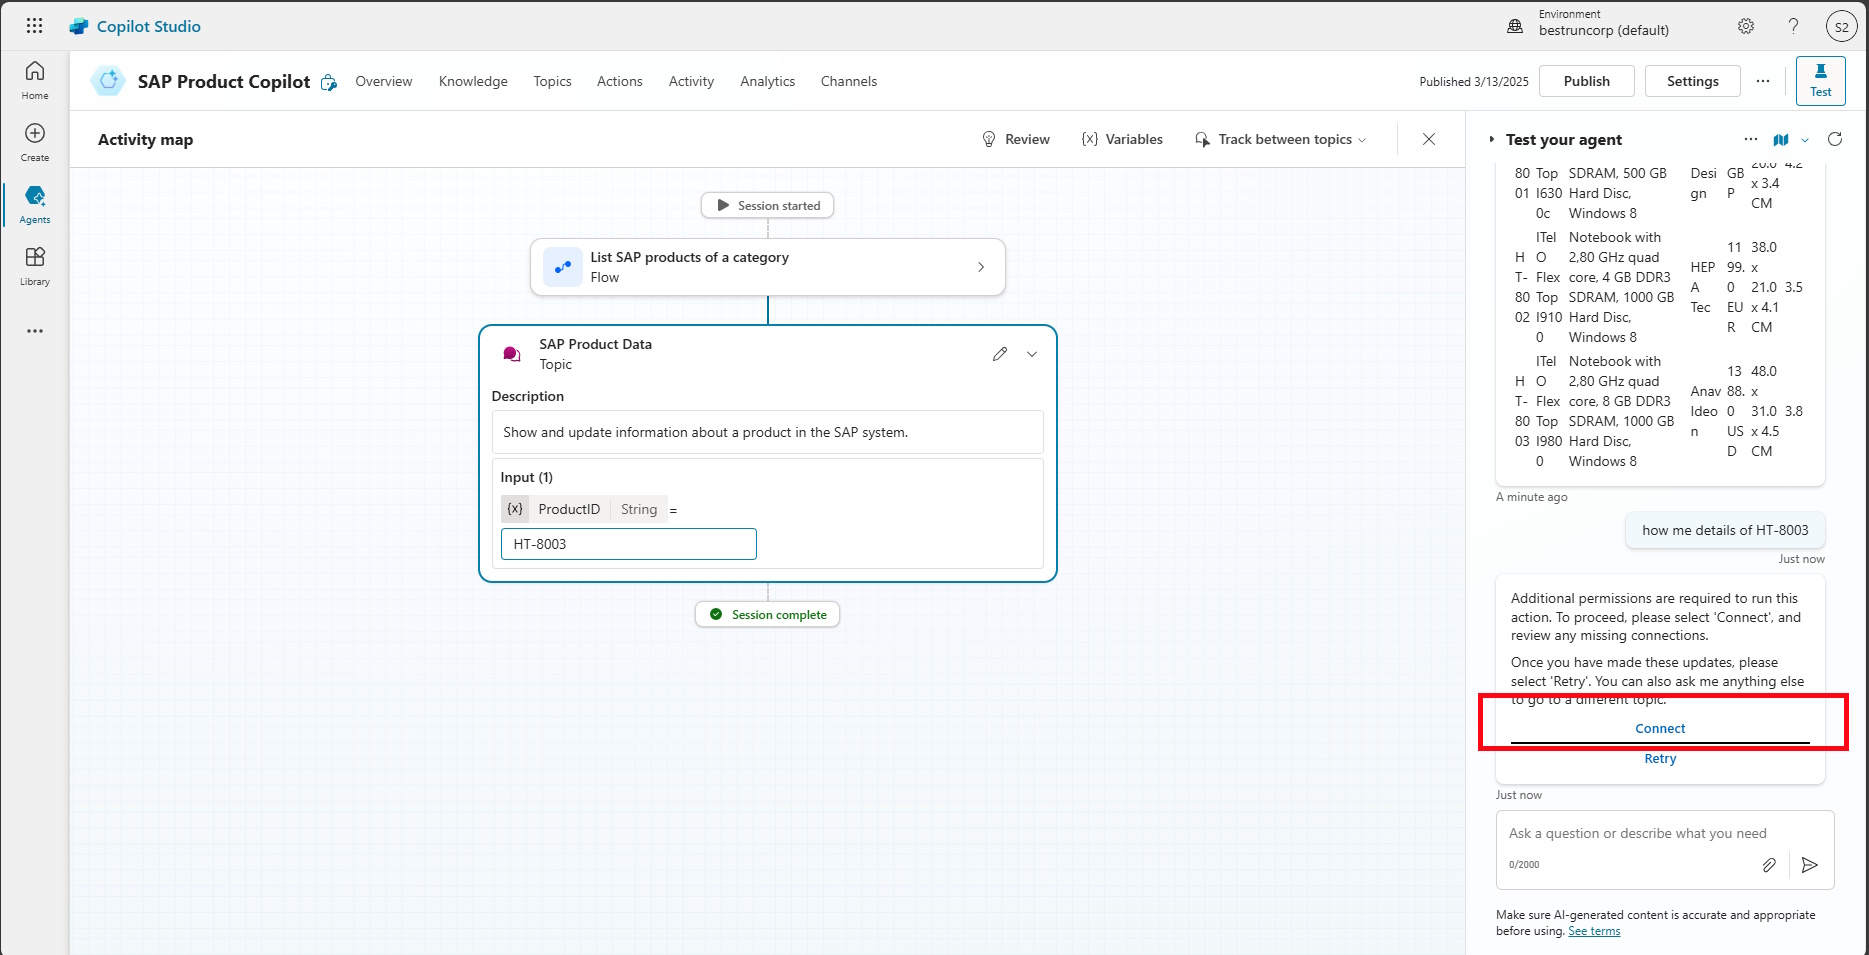 Copilot Studio
Environment
bestruncorp (default)
?
S2
Home
Create
Agents
Library
SAP Product Copilot
Overview
Knowledge
Topics
Actions
Activity
Analytics
Channels
Published 3/13/2025
Publish
Settings
Test
Activity map
Review
{x} Variables
Track between topics
Session started
List SAP products of a category
Flow
SAP Product Data
Topic
Description
Show and update information about a product in the SAP system.
Input (1)
{x} ProductID String =
HT-8003
Session complete
Test your agent
20.0 4.2
80 Top SDRAM, 500 GB Desi GB x 3.4
01 I630 Hard Disc, gn P CM
0c Windows 8
ITel Notebook with 11 38.0
H O 2,80 GHz quad HEP 99. x
T- Flex core, 4 GB DDR3 A 0 21.0 3.5
80 Top SDRAM, 1000 GB Tec EU x 4.1
02 I910 Hard Disc, R CM
0 Windows 8
ITel Notebook with 13 48.0
H O 2,80 GHz quad Anav 88. x
T- Flex core, 8 GB DDR3 Ideo 0 31.0 3.8
80 Top SDRAM, 1000 GB n US x 4.5
03 I980 Hard Disc, D CM
0 Windows 8
A minute ago
how me details of HT-8003
Just now
Additional permissions are required to run this
action. To proceed, please select 'Connect', and
review any missing connections.
Once you have made these updates, please
select 'Retry'. You can also ask me anything else
to go to a different topic.
Connect
Retry
Just now
Ask a question or describe what you need
0/2000
Make sure AI-generated content is accurate and appropriate
before using. See terms